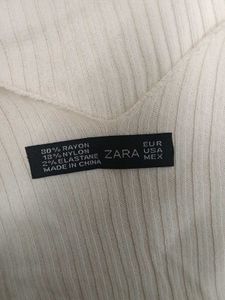 80% RAYON
18% NYLON
2% ELASTANE
MADE IN CHINA
ZARA
EUR
USA
MEX